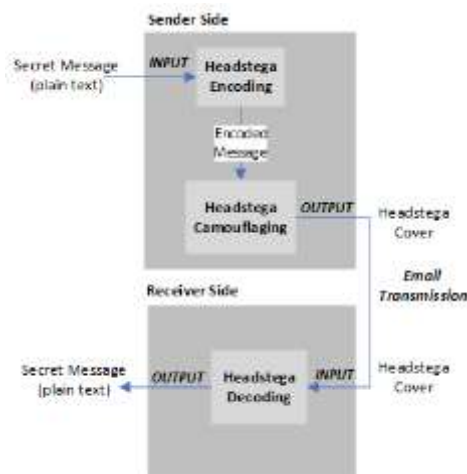 Sender Side
Secret Message
(plain text)
INPUT
Headstega
Encoding
Encoded
Message
Headstega
Camouflaging
OUTPUT
Headstega
Cover
Email
Transmission
Receiver Side
Secret Message
(plain text)
OUTPUT
Headstega
Decoding
INPUT
Headstega
Cover